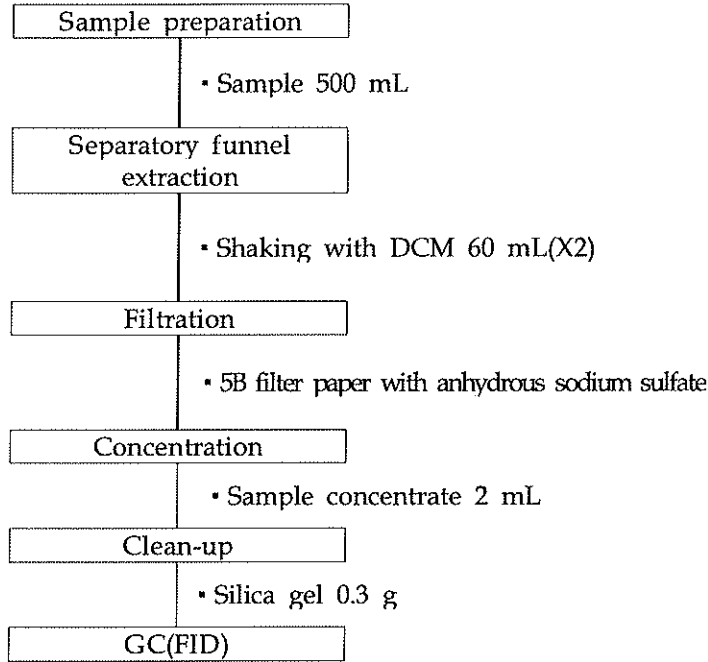 Sample preparation
▪ Sample 500 mL
Separatory funnel
extraction
▪ Shaking with DCM 60 mL(X2)
Filtration
▪ 5B filter paper with anhydrous sodium sulfate
Concentration
▪ Sample concentrate 2 mL
Clean-up
▪ Silica gel 0.3 g
GC(FID)